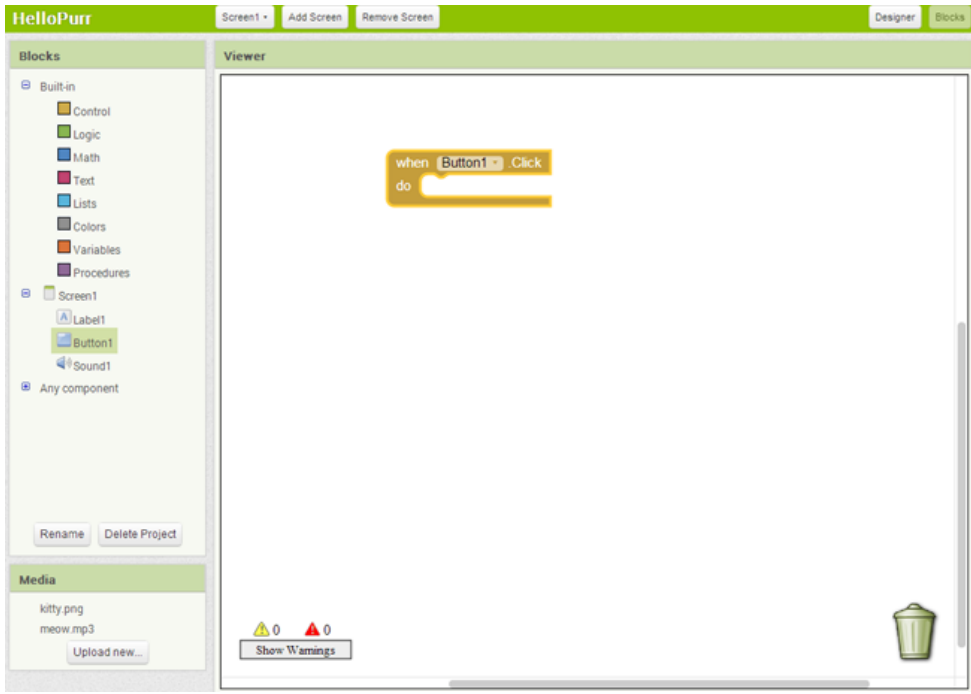 HelloPurr
Screen1
Add Screen
Remove Screen
Designer
Blocks
Blocks
Built-in
Control
Logic
Math
Text
Lists
Colors
Variables
Procedures
Screen1
A Label1
Button1
Sound1
Any component
Rename
Delete Project
Media
kitty.png
meow.mp3
Upload new...
Viewer
when Button1 .Click
do
0 0
Show Warnings